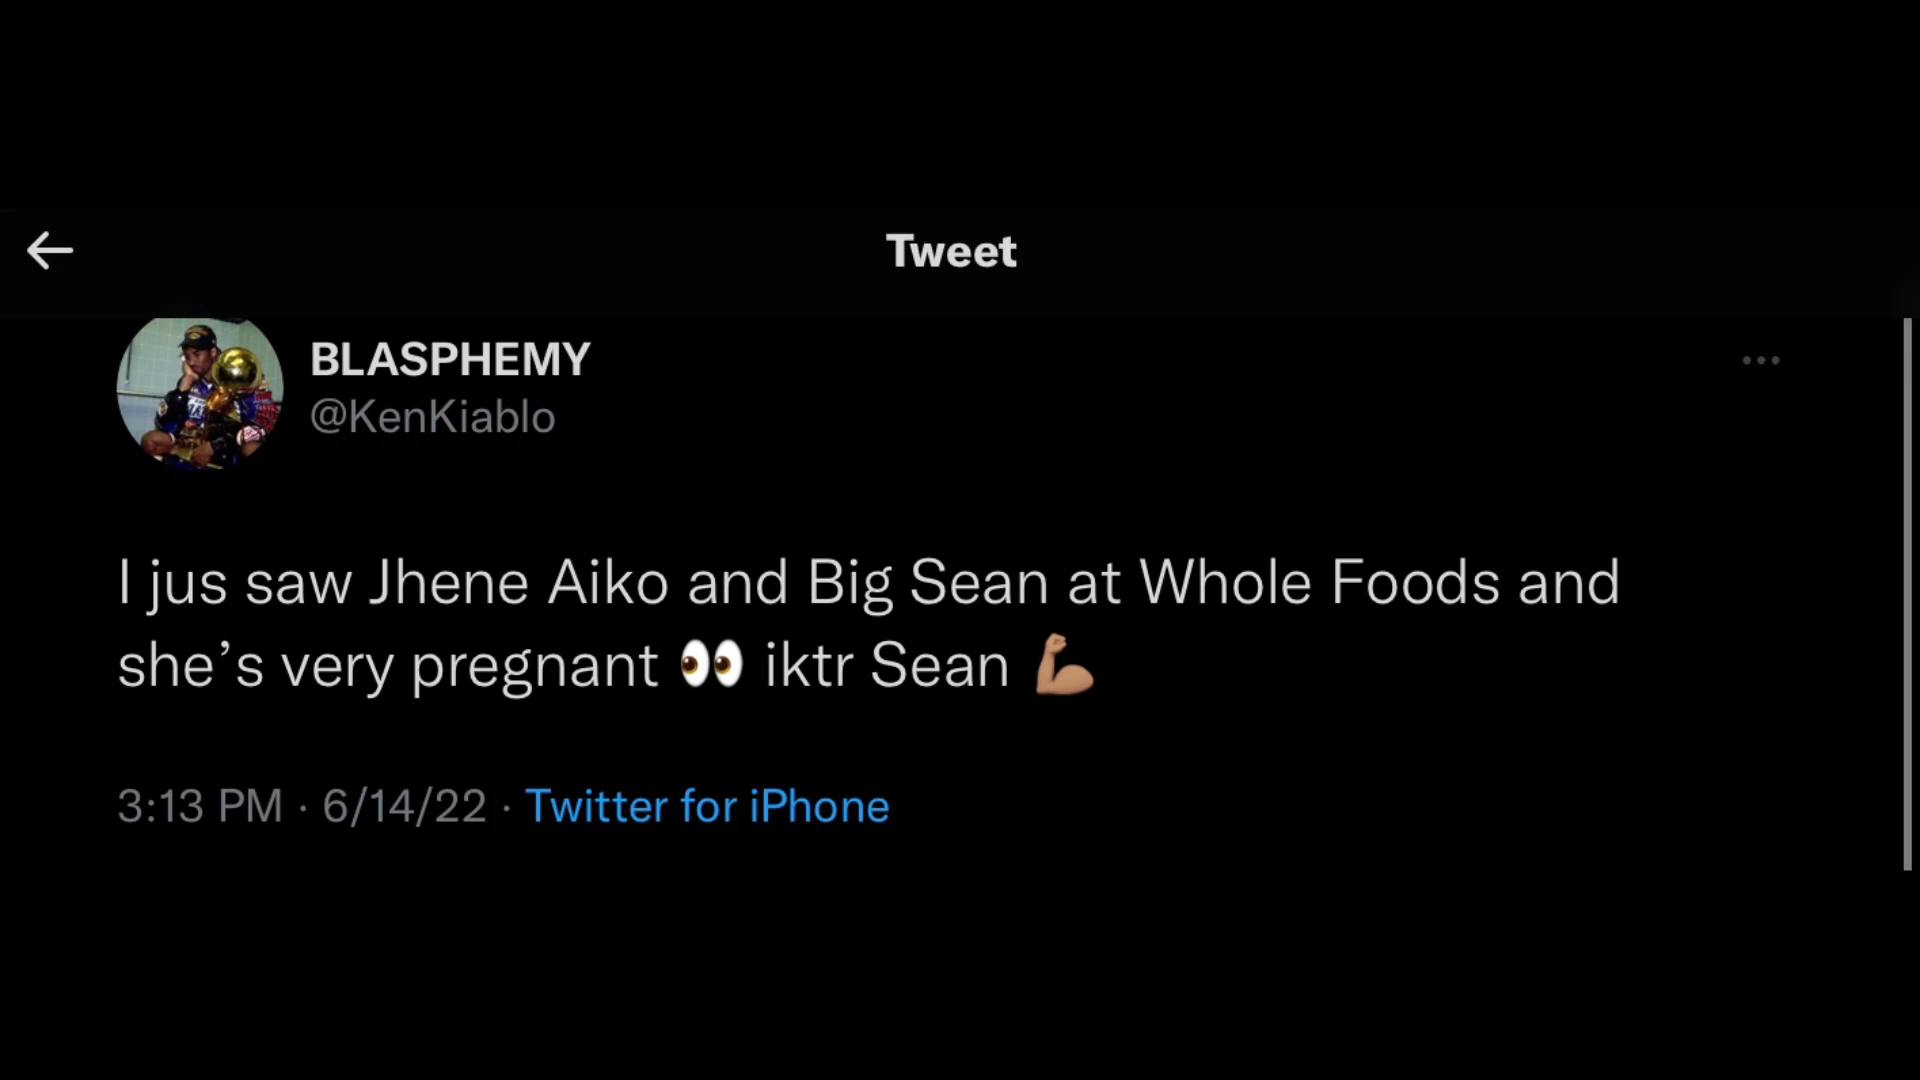 Tweet
BLASPHEMY
@KenKiablo
I jus saw Jhene Aiko and Big Sean at Whole Foods and
she’s very pregnant 👀 iktr Sean 💪🏽
3:13 PM · 6/14/22 · Twitter for iPhone